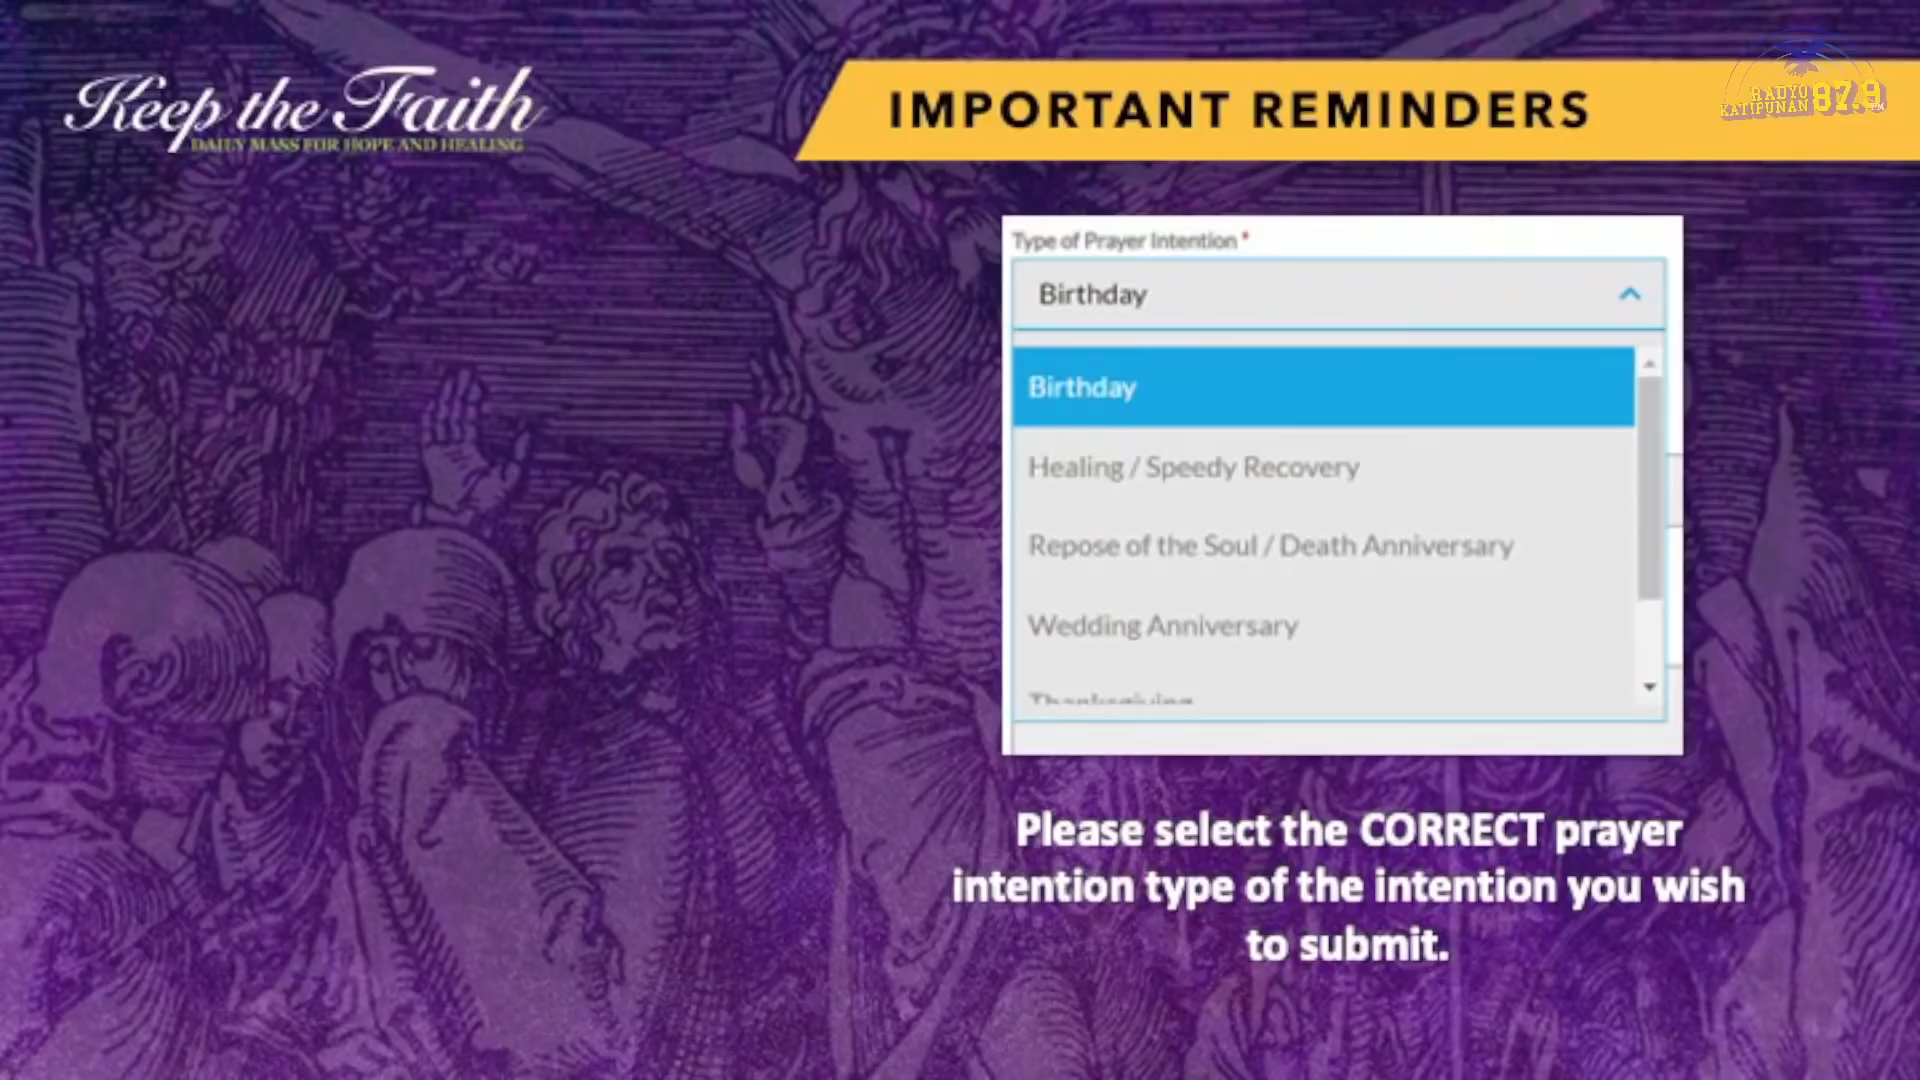 Keep the Faith
DAILY MASS FOR HOPE AND HEALING
IMPORTANT REMINDERS
RADYO
KATIPUNAN 87.9 FM
Type of Prayer Intention *
Birthday
Birthday
Healing / Speedy Recovery
Repose of the Soul / Death Anniversary
Wedding Anniversary
Thanksgiving
Please select the CORRECT prayer
intention type of the intention you wish
to submit.